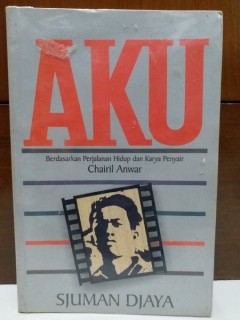 AKU
Berdasarkan Perjalanan Hidup dan Karya Penyair
Chairil Anwar
SJUMAN DJAYA